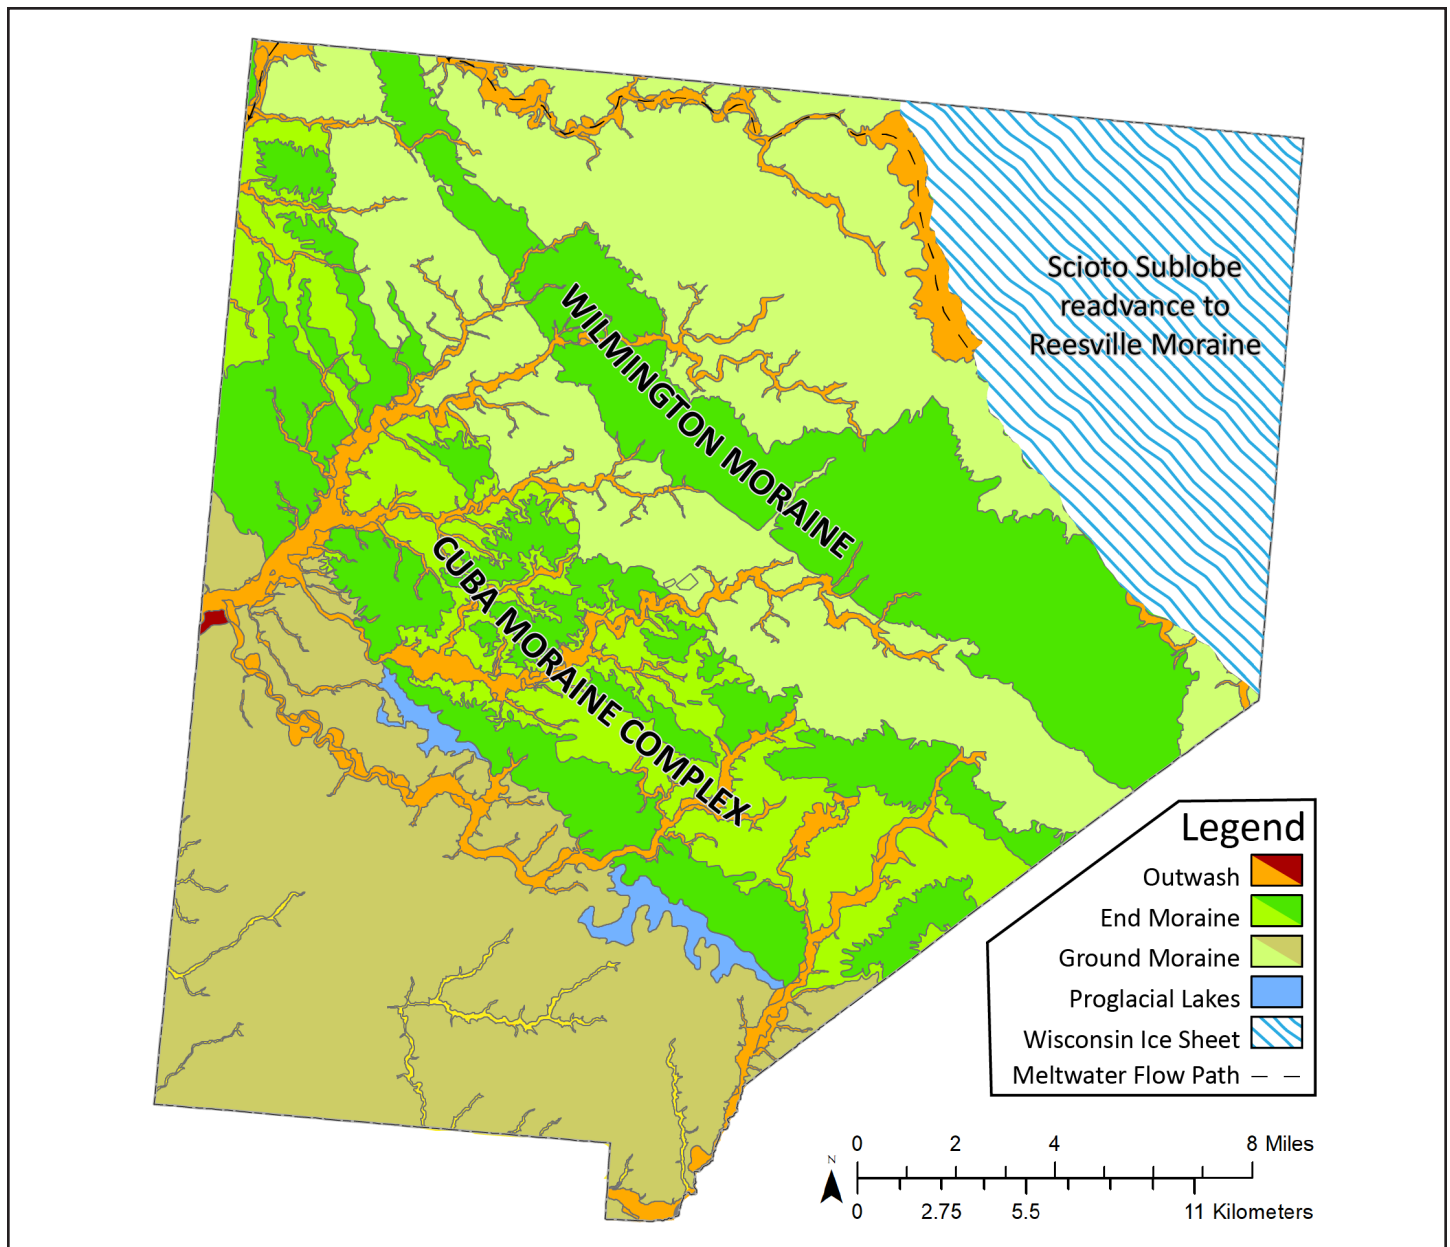 Scioto Sublobe
readvance to
Reesville Moraine
WILMINGTON MORAINE
CUBA MORAINE COMPLEX
Legend
Outwash
End Moraine
Ground Moraine
Proglacial Lakes
Wisconsin Ice Sheet
Meltwater Flow Path
N
0 2 4 8 Miles
0 2.75 5.5 11 Kilometers